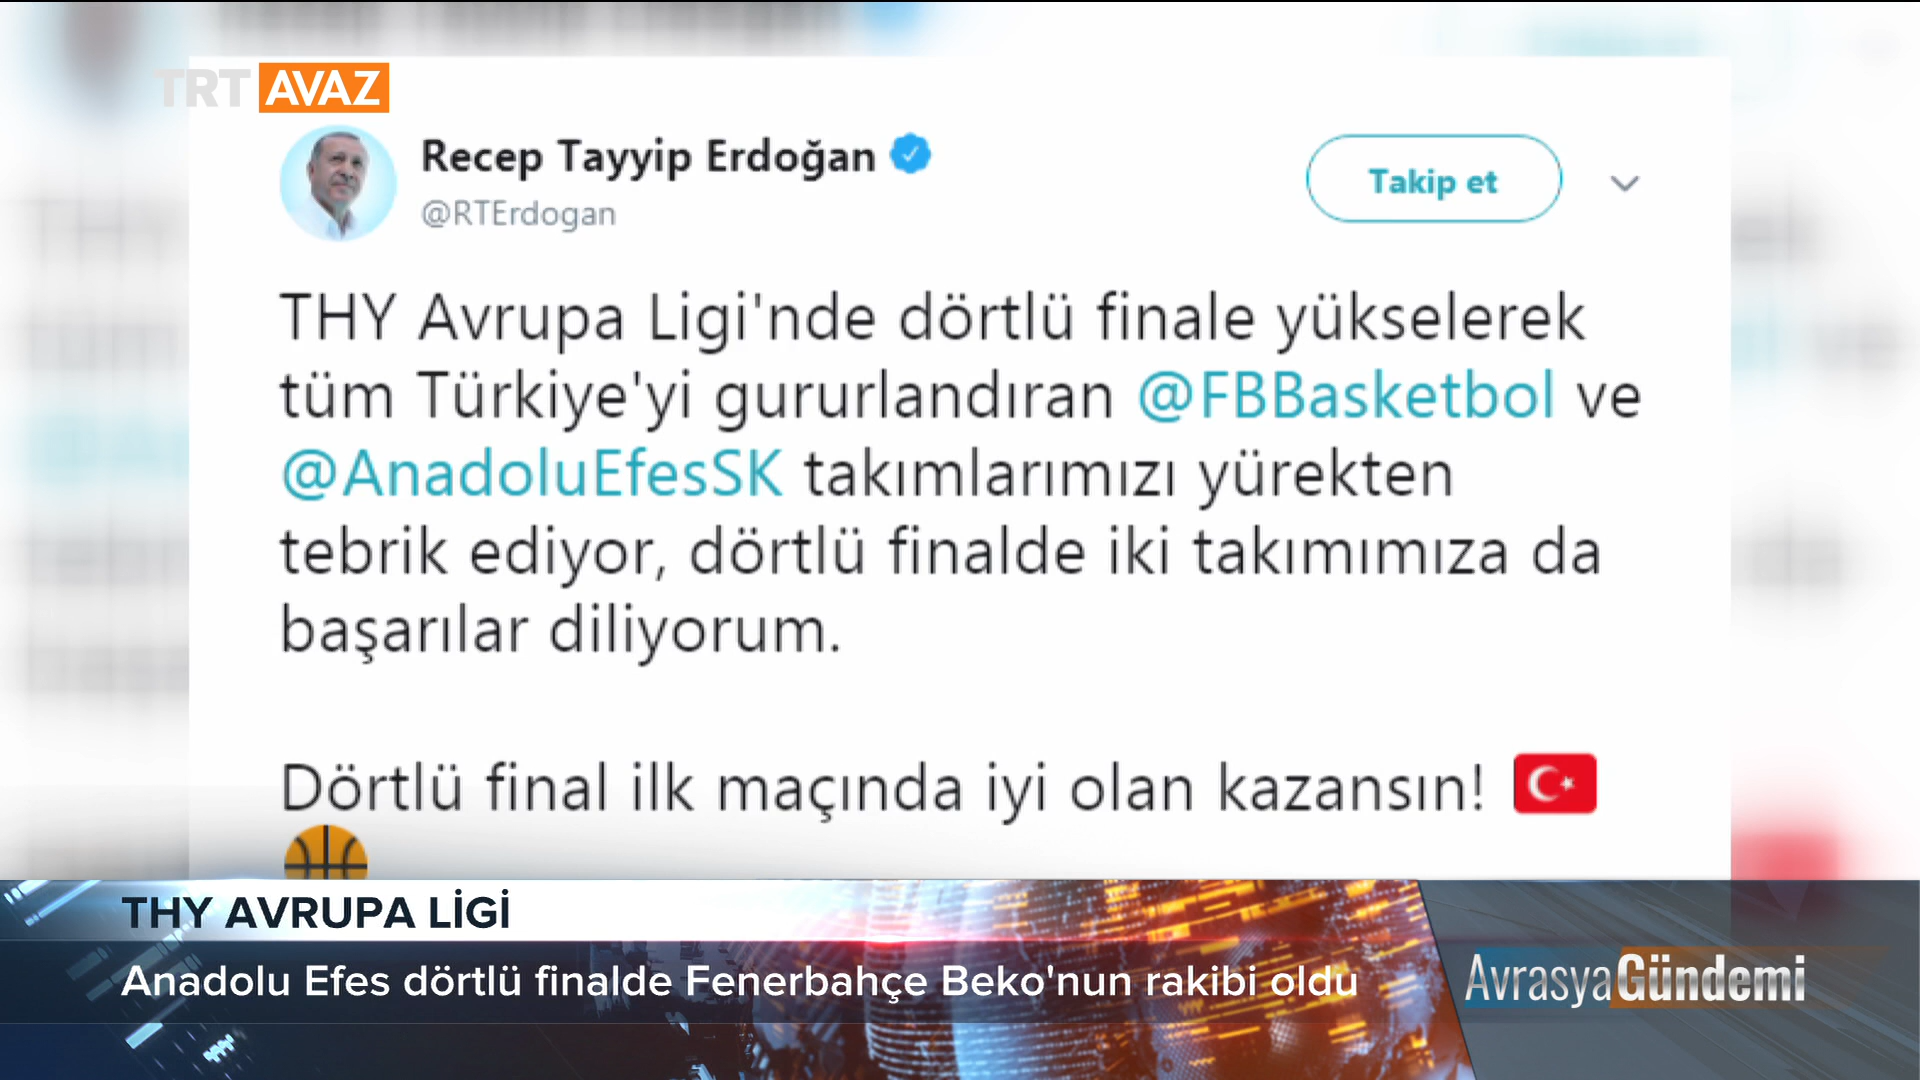 TRT AVAZ
Recep Tayyip Erdoğan
@RTErdogan
Takip et
THY Avrupa Ligi'nde dörtlü finale yükselerek
tüm Türkiye'yi gururlandıran @FBBasketbol ve
@AnadoluEfesSK takımlarımızı yürekten
tebrik ediyor, dörtlü finalde iki takımımıza da
başarılar diliyorum.
Dörtlü final ilk maçında iyi olan kazansın!
THY AVRUPA LİGİ
Anadolu Efes dörtlü finalde Fenerbahçe Beko'nun rakibi oldu
AvrasyaGündemi